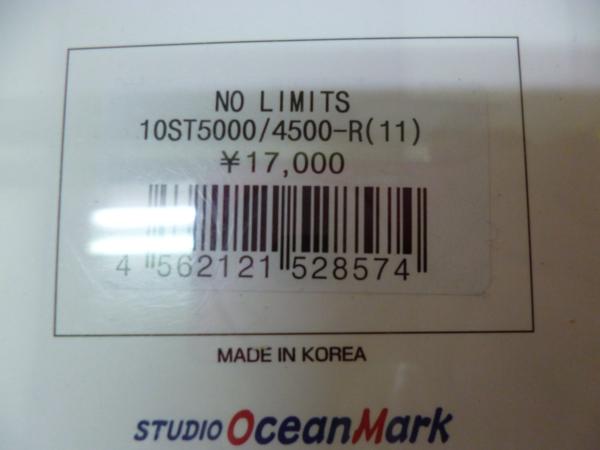 NO LIMITS
10ST5000/4500-R(11)
¥17,000
4 562121 528574
MADE IN KOREA
STUDIO OceanMark